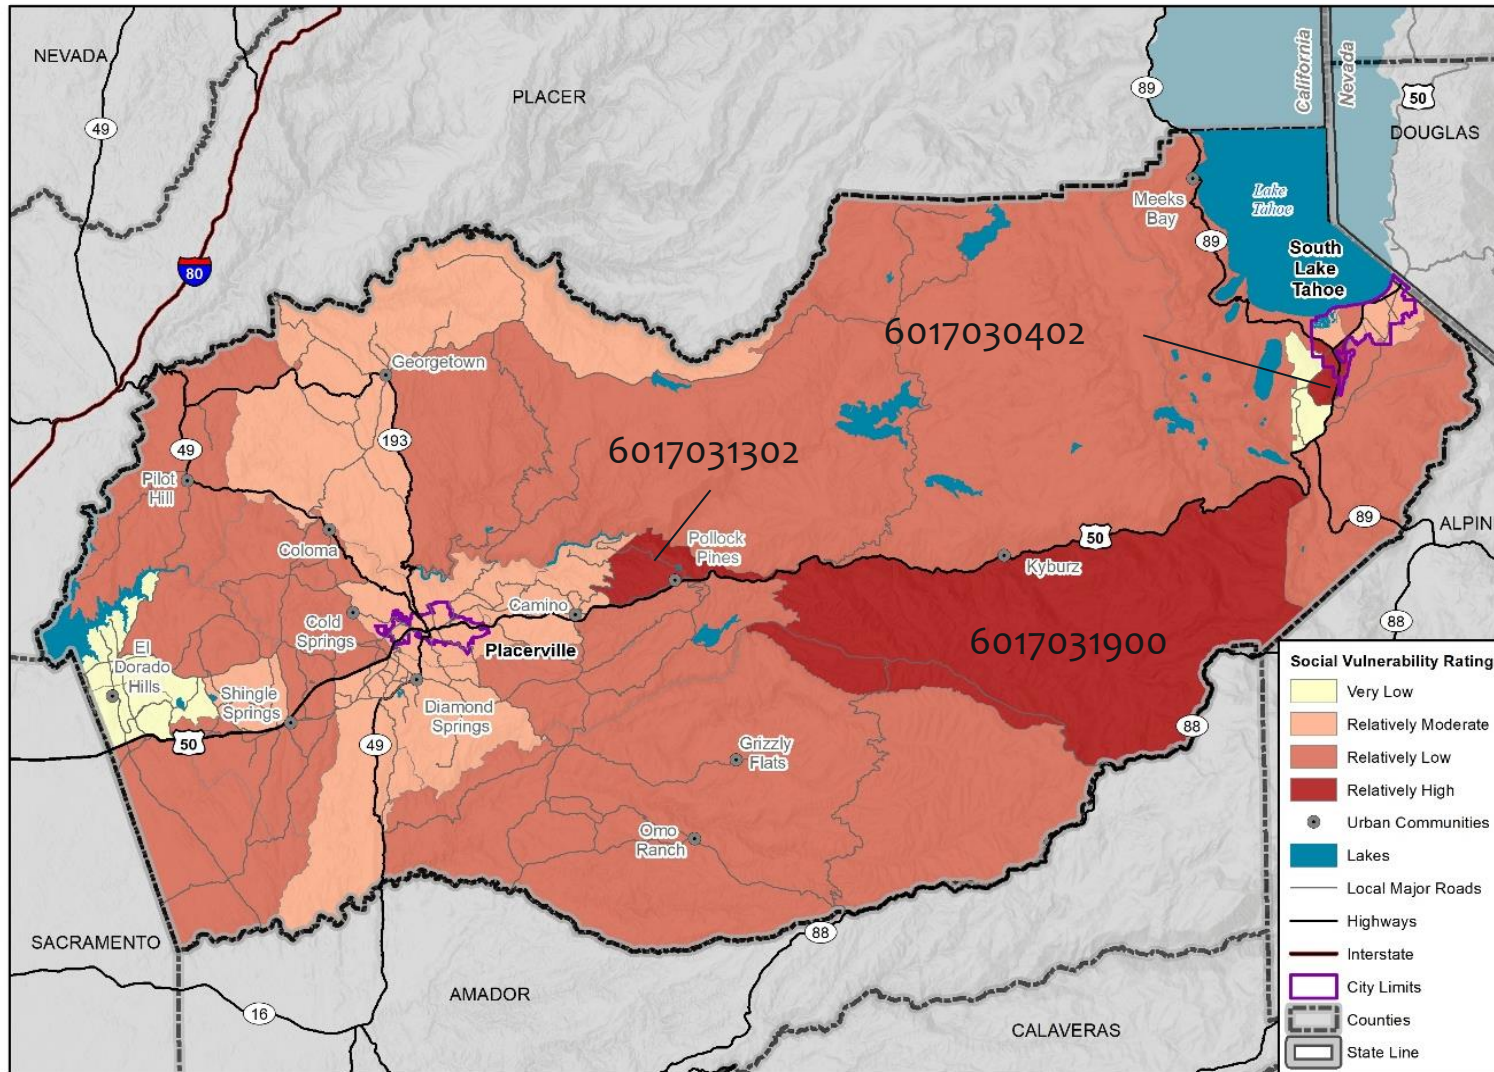 NEVADA
PLACER
89
California
Nevada
50
DOUGLAS
49
Meeks
Bay
Lake
Tahoe
89
South
Lake
Tahoe
80
6017030402
Georgetown
193
49
6017031302
Pilot
Hill
Coloma
Pollock
Pines
50
Kyburz
89
ALPIN
Cold
Springs
Camino
Placerville
6017031900
88
El
Dorado
Hills
Shingle
Springs
Diamond
Springs
50
49
Grizzly
Flats
88
Omo
Ranch
88
SACRAMENTO
AMADOR
16
CALAVERAS
Social Vulnerability Rating
Very Low
Relatively Moderate
Relatively Low
Relatively High
Urban Communities
Lakes
Local Major Roads
Highways
Interstate
City Limits
Counties
State Line